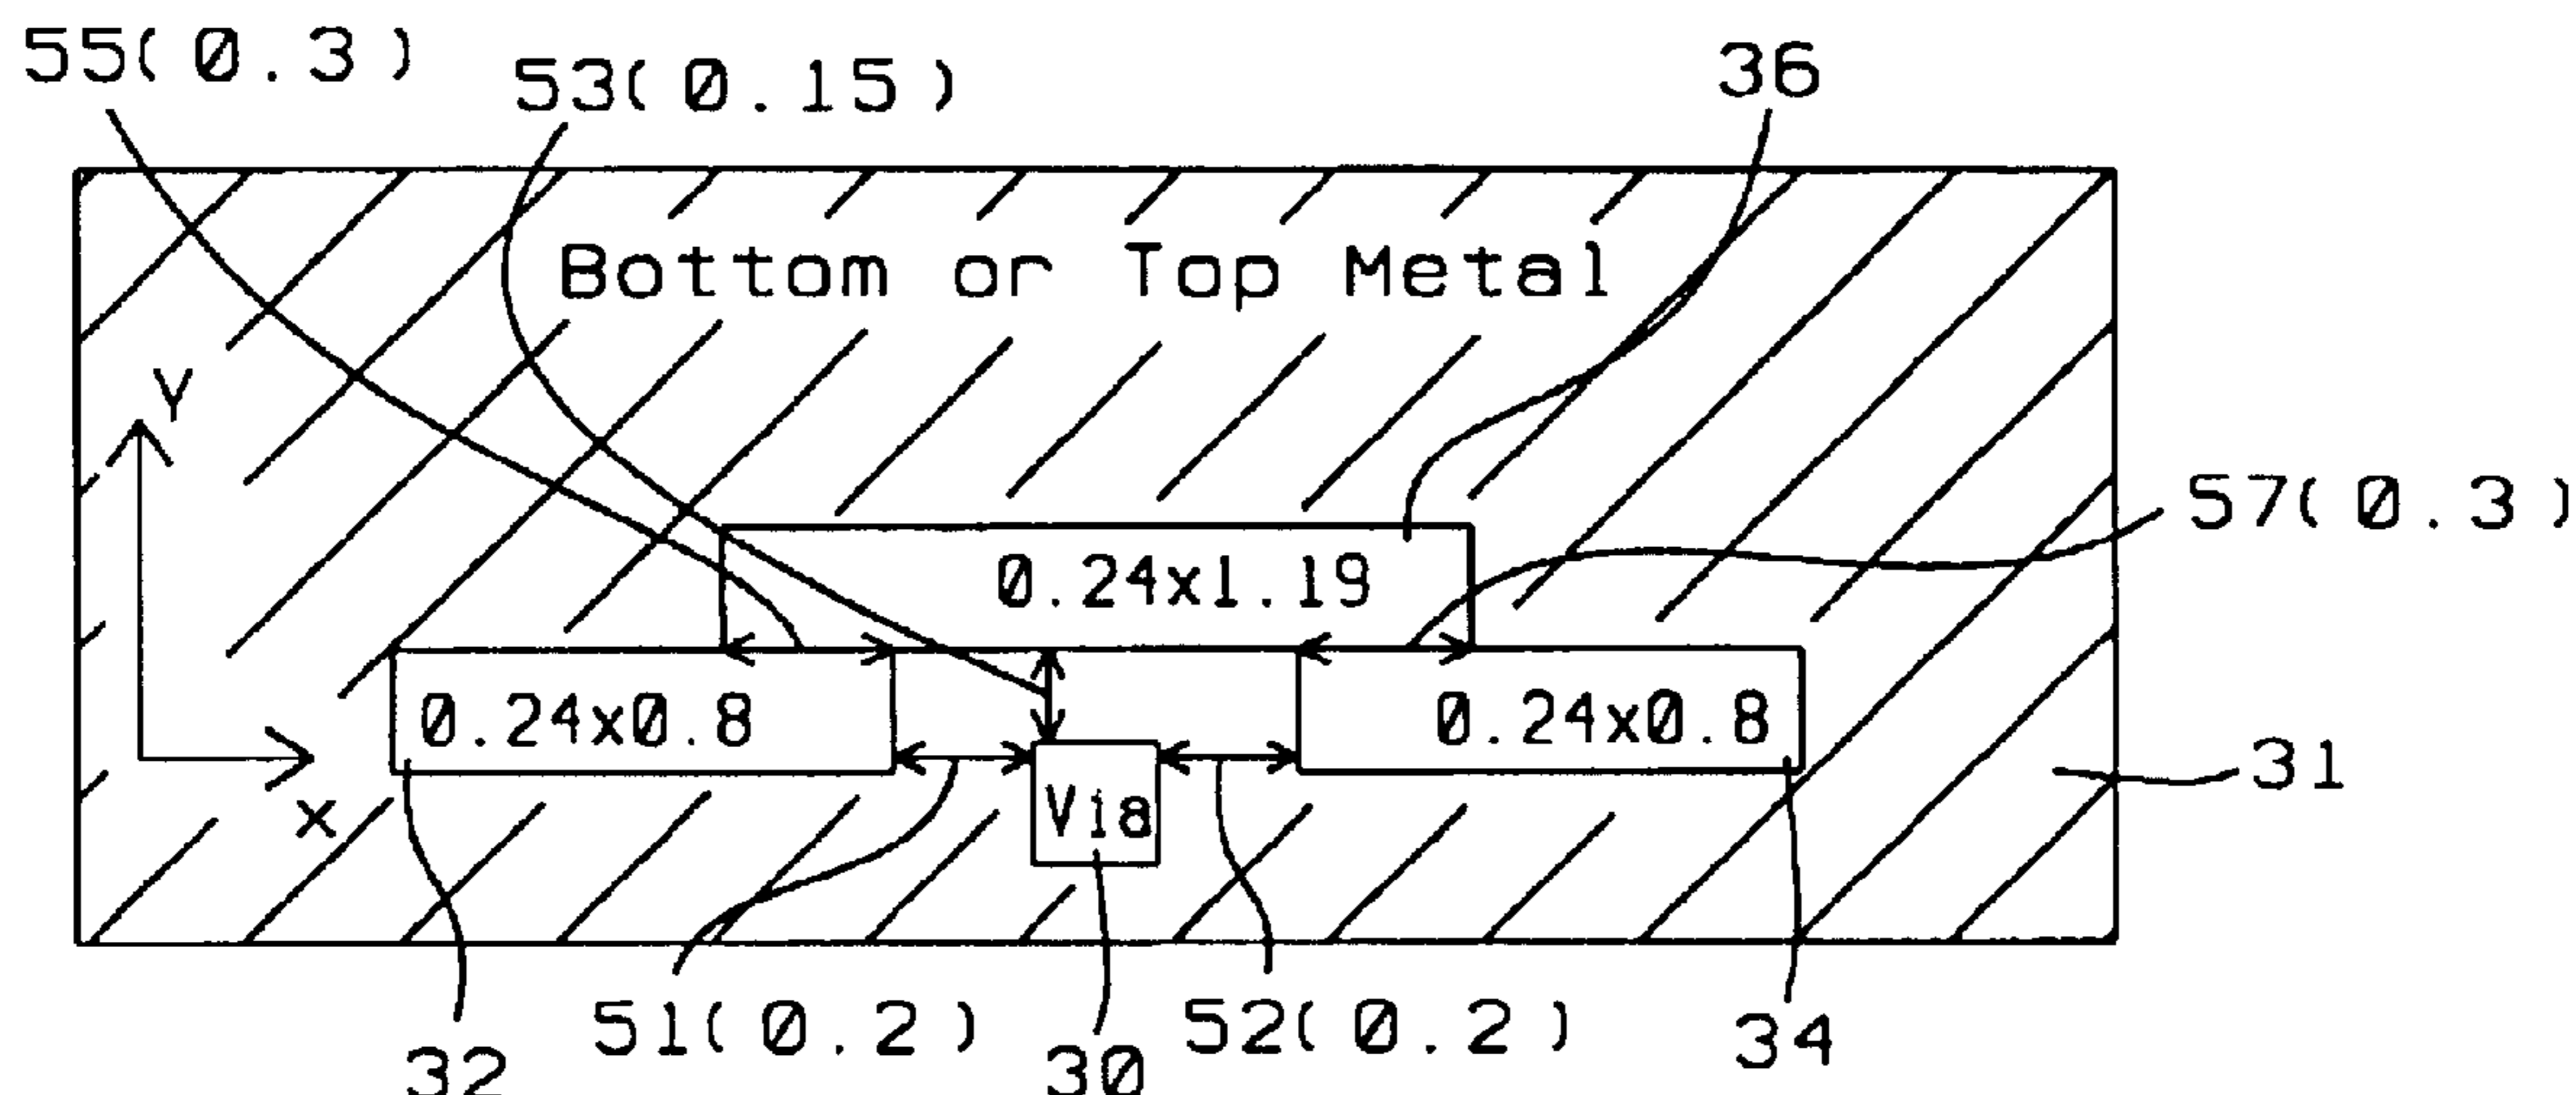 55(0.3)
53(0.15)
36
Bottom or Top Metal
Y
57(0.3)
0.24x1.19
0.24x0.8
0.24x0.8
31
x
Via
51(0.2)
52(0.2)
34
32
30